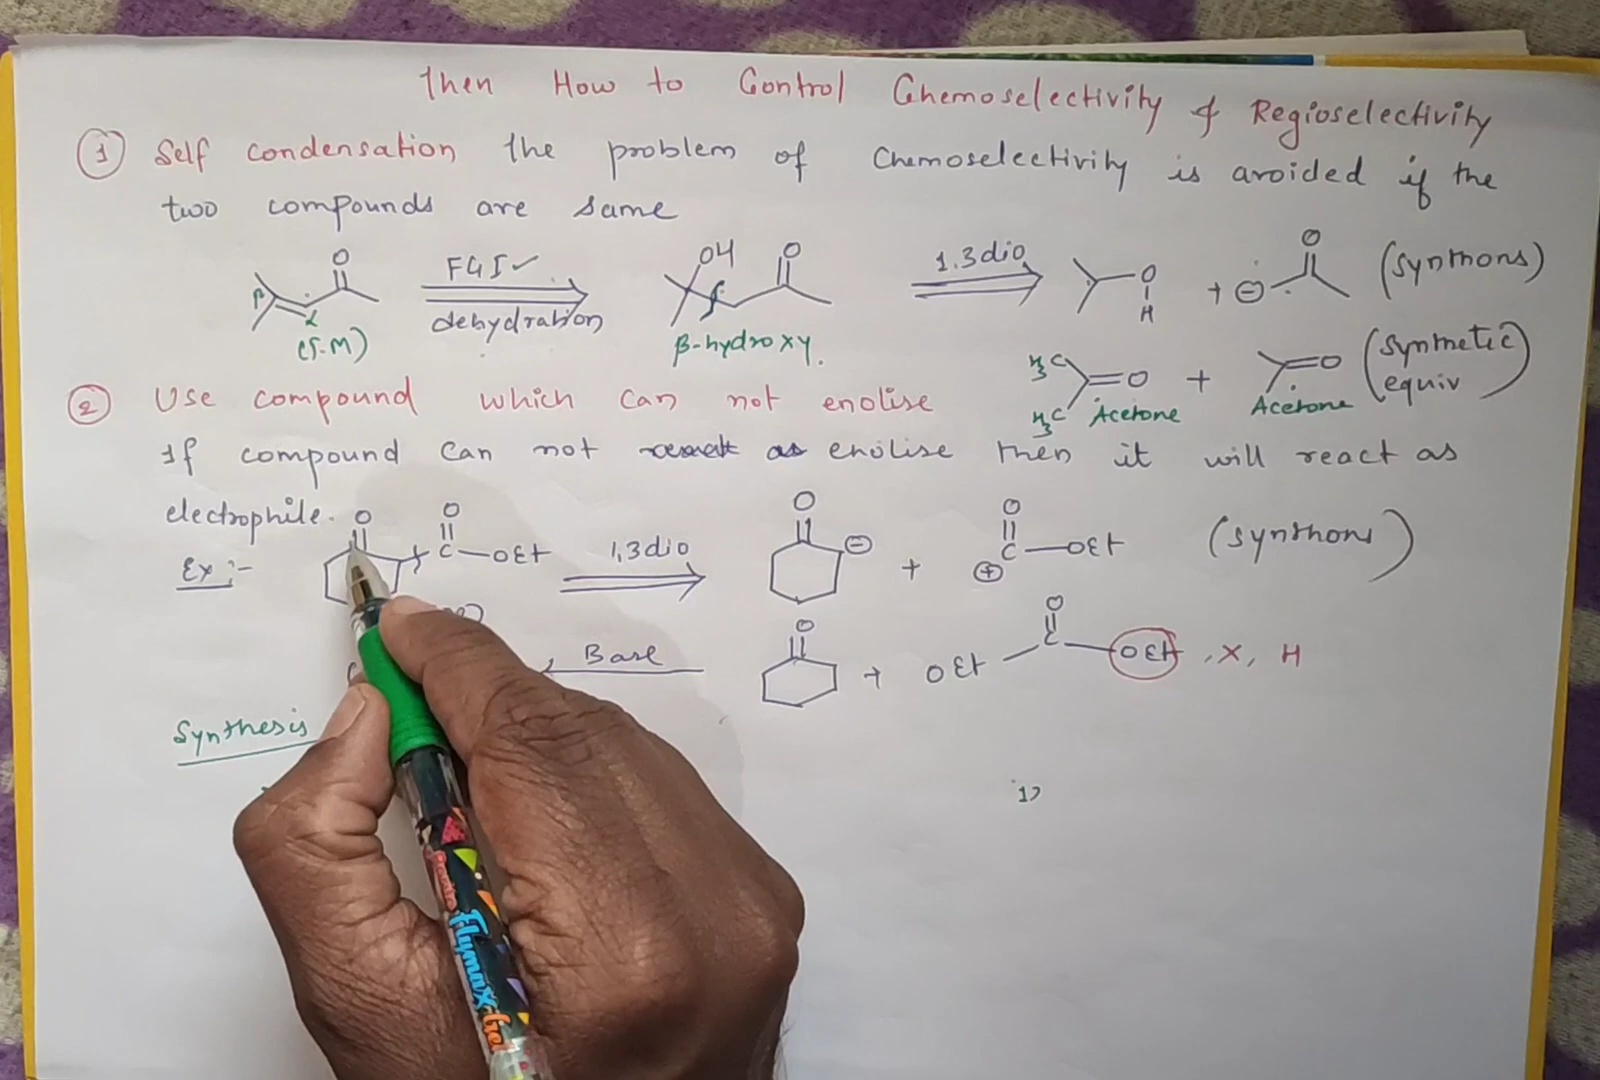 Then How to Control Chemoselectivity & Regioselectivity
1 Self condensation the problem of Chemoselectivity is avoided if the
two compounds are same
O FGI✓ OH O 1,3 dio O O (Synthons)
β dehydration + ⊖
α H
(T.M) β-hydroxy.
H3C =O + =O (Synthetic
equiv
H3C Acetone Acetone
2 Use compound which can not enolise
If compound can not as enolise then it will react as
electrophile.
Ex:- O O C-OEt 1,3 dio O ⊖ + O C-OEt ⊕ (Synthons)
Base O + OEt O C OEt, X, H
Synthesis
1)
Flymax Gel